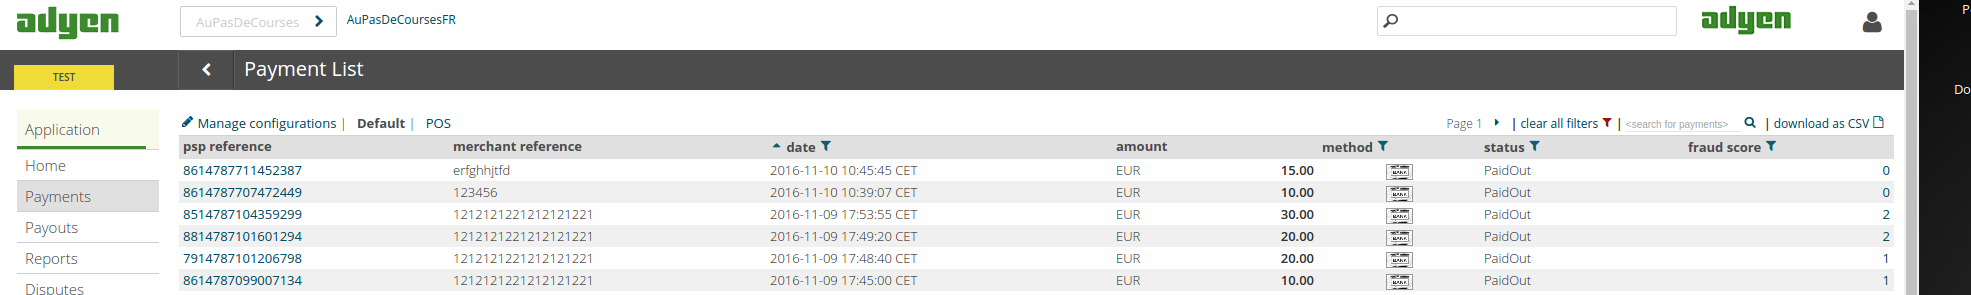 adyen AuPasDeCourses AuPasDeCoursesFR adyen
P
TEST Payment List
Do
Application
Home
Payments
Payouts
Reports
Disputes
Manage configurations | Default | POS Page 1 | clear all filters | <search for payments> | download as CSV
psp reference merchant reference date amount method status fraud score
8614787711452387 erfghhjtfd 2016-11-10 10:45:45 CET EUR 15.00 BANK PaidOut 0
8614787707472449 123456 2016-11-10 10:39:07 CET EUR 10.00 BANK PaidOut 0
8514787104359299 1212121221212121221 2016-11-09 17:53:55 CET EUR 30.00 BANK PaidOut 2
8814787101601294 1212121221212121221 2016-11-09 17:49:20 CET EUR 20.00 BANK PaidOut 2
7914787101206798 1212121221212121221 2016-11-09 17:48:40 CET EUR 20.00 BANK PaidOut 1
8614787099007134 1212121221212121221 2016-11-09 17:45:00 CET EUR 10.00 BANK PaidOut 1